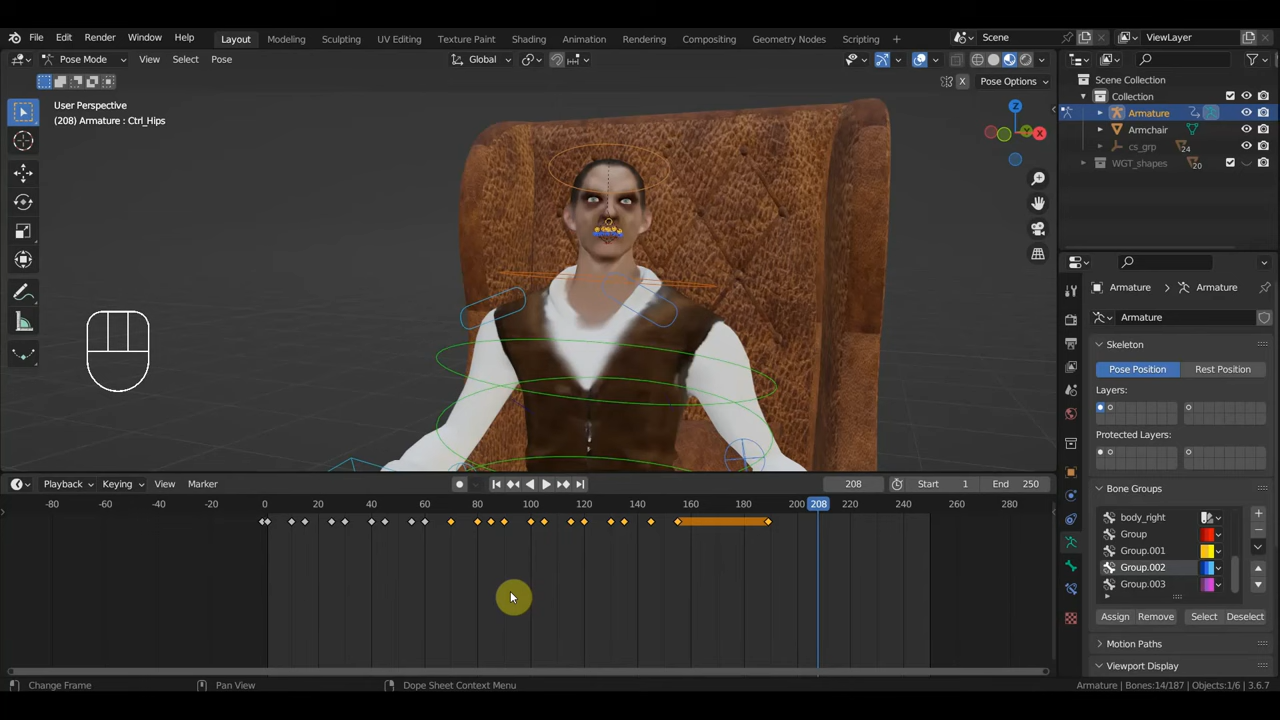 File Edit Render Window Help Layout Modeling Sculpting UV Editing Texture Paint Shading Animation Rendering Compositing Geometry Nodes Scripting + Scene ViewLayer
Pose Mode View Select Pose Global
X Pose Options
User Perspective
(208) Armature : Ctrl_Hips
Z
Y
X
Scene Collection
Collection
Armature
Armchair
cs_grp 24
WGT_shapes 20
Armature Armature
Armature
Skeleton
Pose Position Rest Position
Layers:
Protected Layers:
Bone Groups
body_right
Group
Group.001
Group.002
Group.003
Assign Remove Select Deselect
Motion Paths
Viewport Display
Playback Keying View Marker 208 Start 1 End 250
-80 -60 -40 -20 0 20 40 60 80 100 120 140 160 180 200 208 220 240 260 280
Change Frame Pan View Dope Sheet Context Menu Armature | Bones:14/187 | Objects:1/6 | 3.6.7